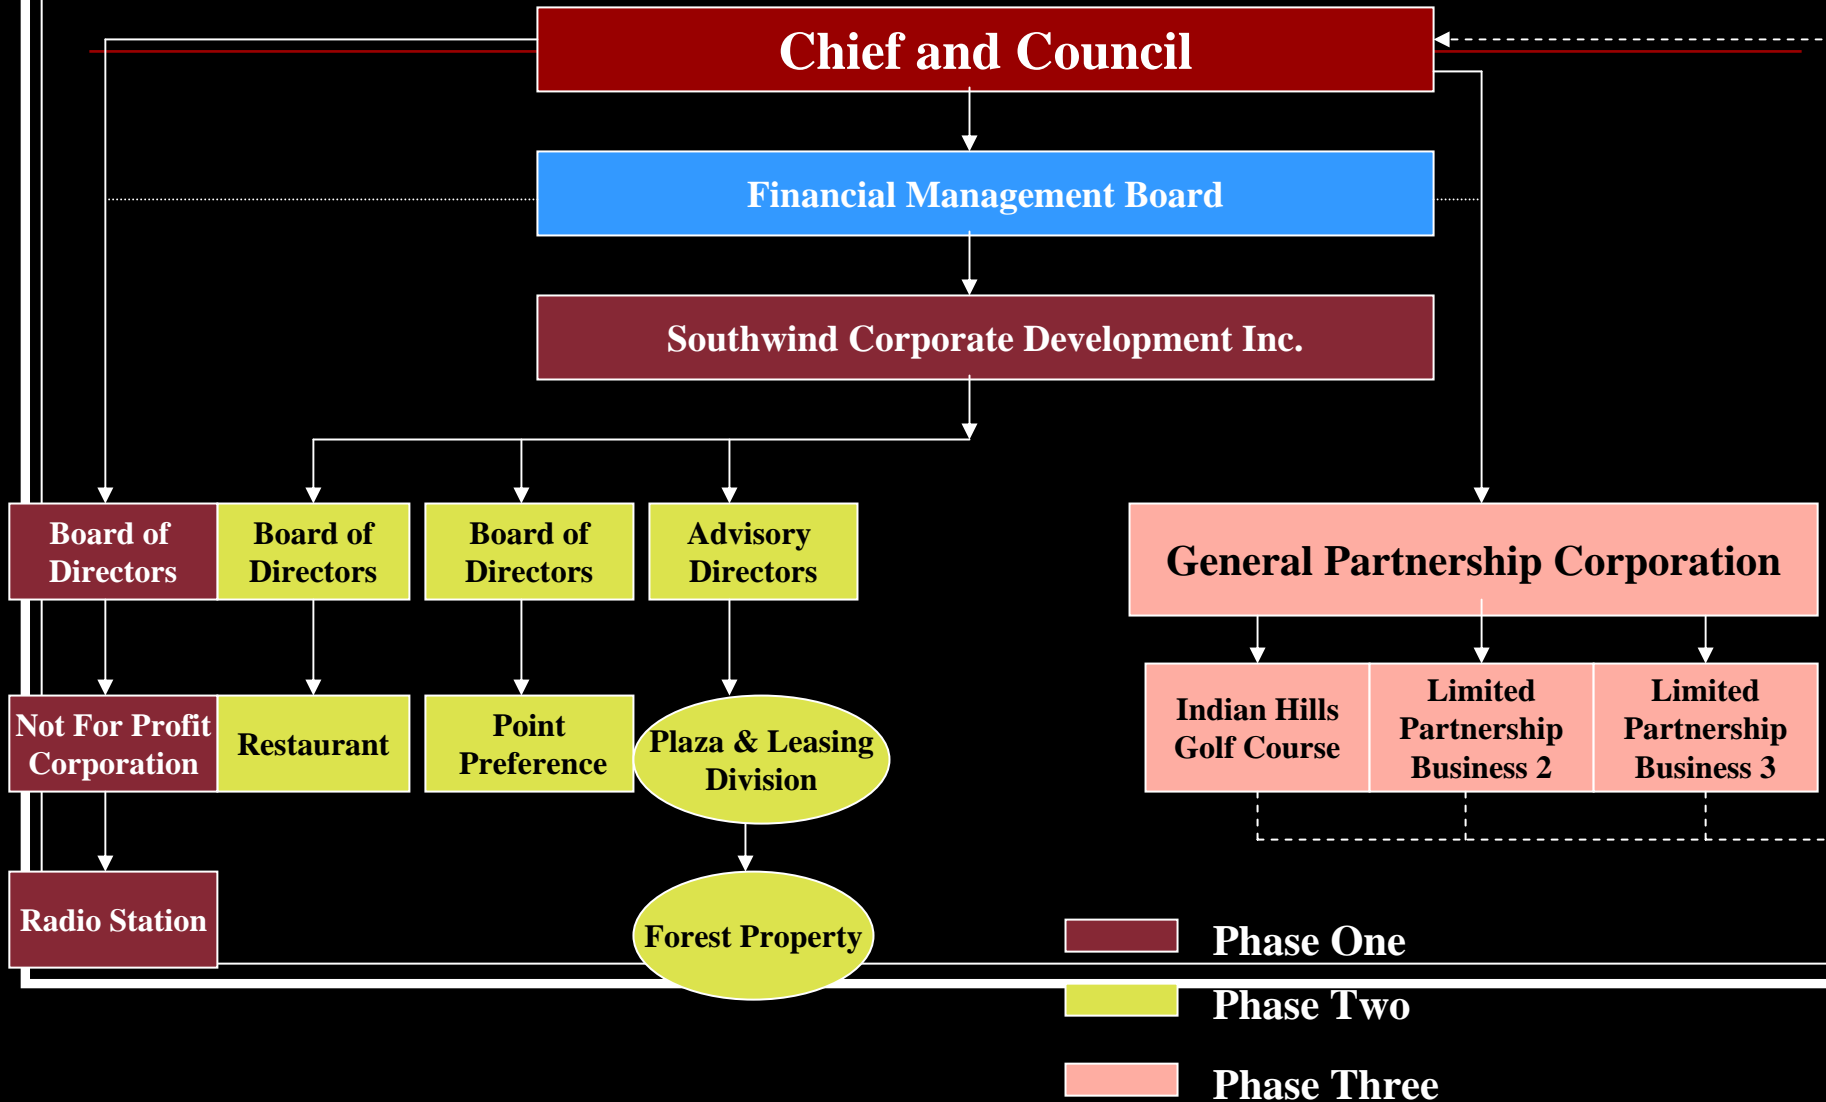 Chief and Council
Financial Management Board
Southwind Corporate Development Inc.
Board of
Directors
Board of
Directors
Board of
Directors
Advisory
Directors
General Partnership Corporation
Not For Profit
Corporation
Restaurant
Point
Preference
Plaza & Leasing
Division
Indian Hills
Golf Course
Limited
Partnership
Business 2
Limited
Partnership
Business 3
Radio Station
Forest Property
Phase One
Phase Two
Phase Three